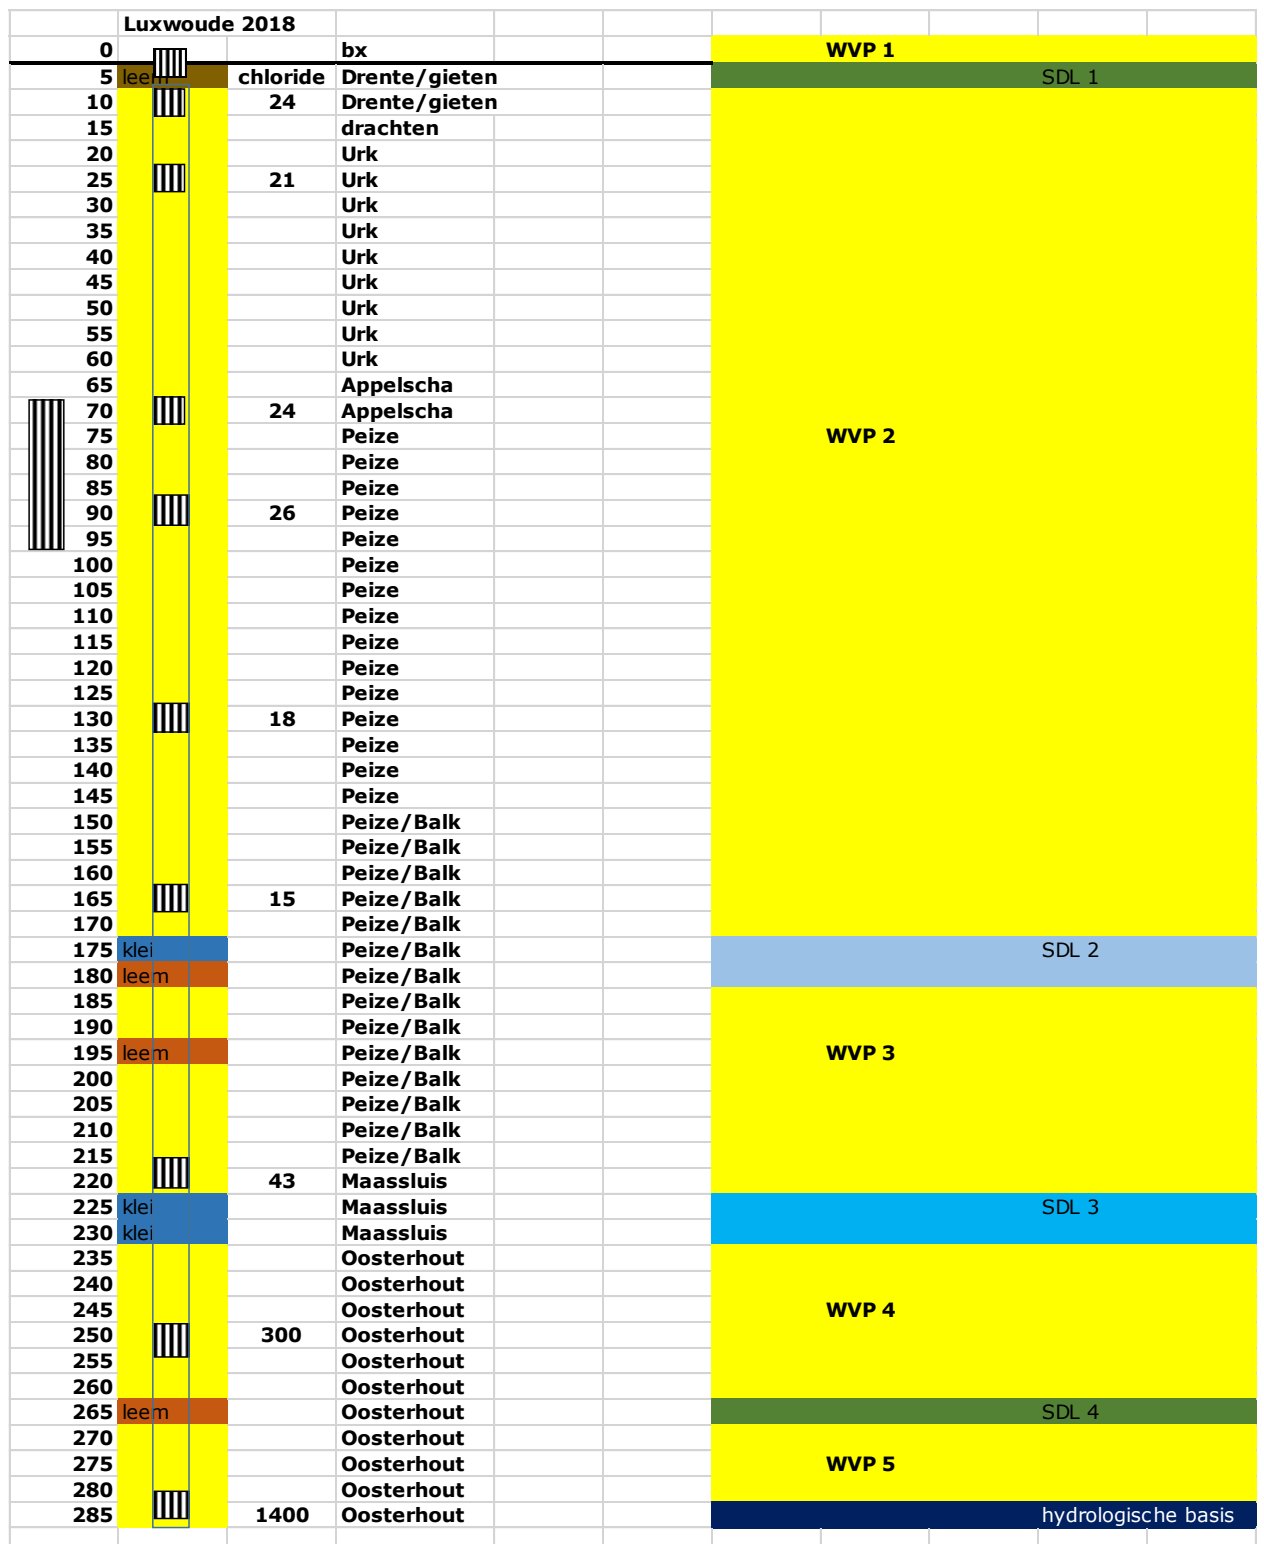 Luxwoude 2018
0 bx WVP 1
5 leem chloride Drente/gieten SDL 1
10 24 Drente/gieten
15 drachten
20 Urk
25 21 Urk
30 Urk
35 Urk
40 Urk
45 Urk
50 Urk
55 Urk
60 Urk
65 Appelscha
70 24 Appelscha
75 Peize WVP 2
80 Peize
85 Peize
90 26 Peize
95 Peize
100 Peize
105 Peize
110 Peize
115 Peize
120 Peize
125 Peize
130 18 Peize
135 Peize
140 Peize
145 Peize
150 Peize/Balk
155 Peize/Balk
160 Peize/Balk
165 15 Peize/Balk
170 Peize/Balk
175 klei Peize/Balk SDL 2
180 leem Peize/Balk
185 Peize/Balk
190 Peize/Balk
195 leem Peize/Balk WVP 3
200 Peize/Balk
205 Peize/Balk
210 Peize/Balk
215 Peize/Balk
220 43 Maassluis
225 klei Maassluis SDL 3
230 klei Maassluis
235 Oosterhout
240 Oosterhout
245 Oosterhout WVP 4
250 300 Oosterhout
255 Oosterhout
260 Oosterhout
265 leem Oosterhout SDL 4
270 Oosterhout
275 Oosterhout WVP 5
280 Oosterhout
285 1400 Oosterhout hydrologische basis